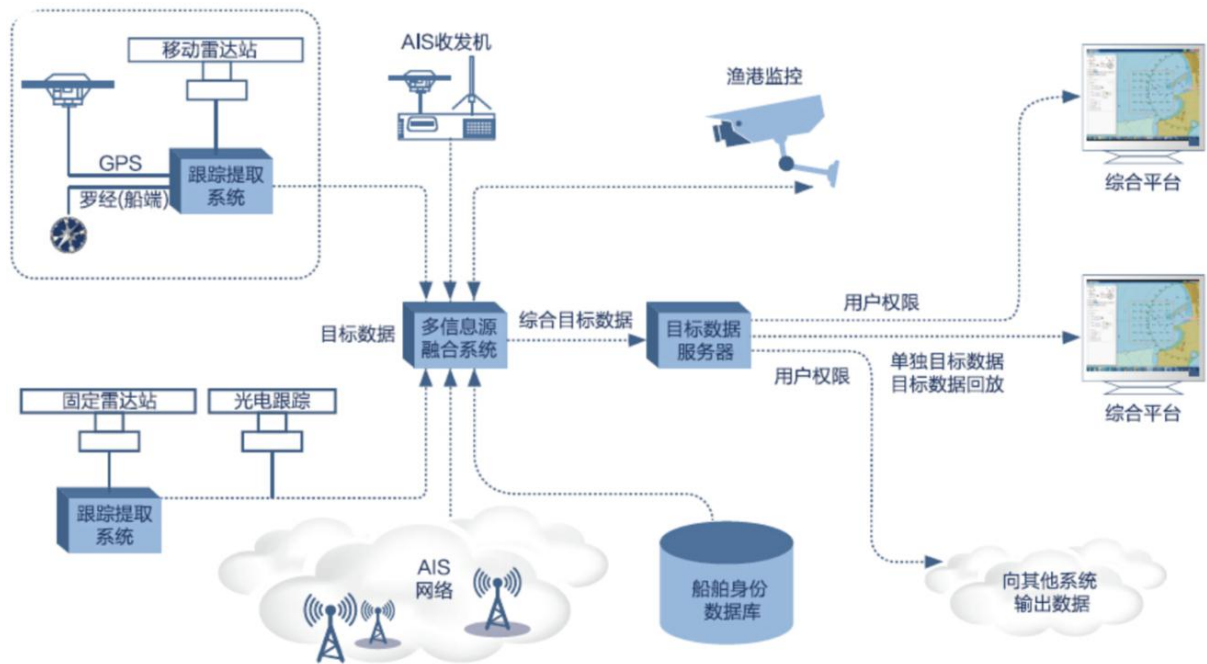 移动雷达站
GPS
罗经(船端)
跟踪提取
系统
AIS收发机
渔港监控
综合平台
目标数据
多信息源
融合系统
综合目标数据
目标数据
服务器
用户权限
用户权限
单独目标数据
目标数据回放
综合平台
固定雷达站
光电跟踪
跟踪提取
系统
AIS
网络
船舶身份
数据库
向其他系统
输出数据